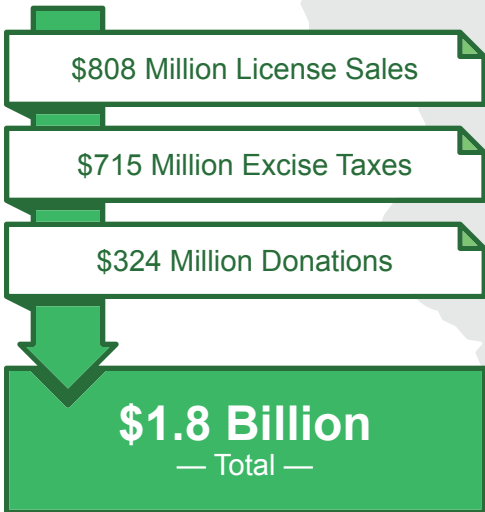 $808 Million License Sales
$715 Million Excise Taxes
$324 Million Donations
$1.8 Billion
— Total —